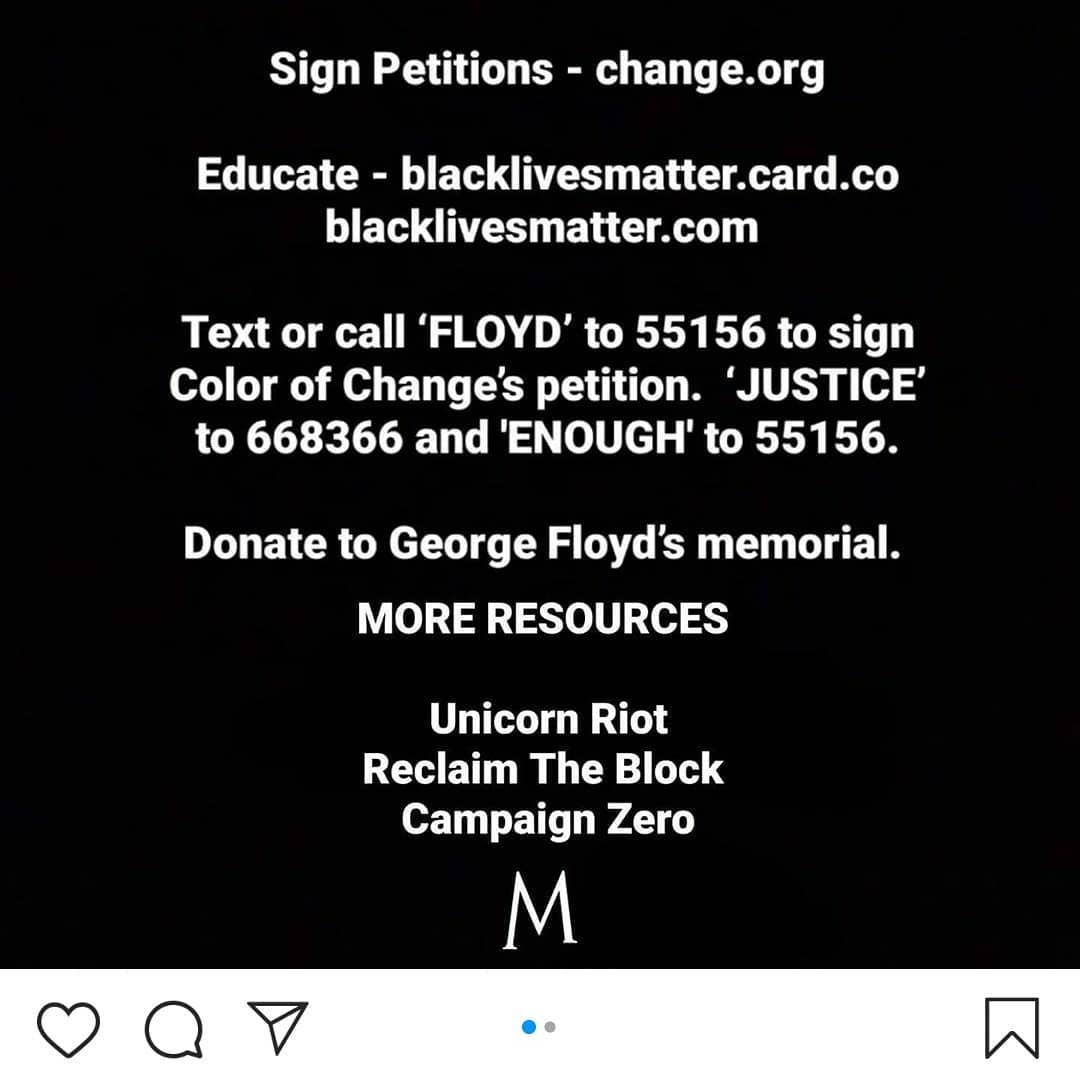 Sign Petitions - change.org
Educate - blacklivesmatter.card.co
blacklivesmatter.com
Text or call ‘FLOYD’ to 55156 to sign
Color of Change’s petition.  ‘JUSTICE’
to 668366 and 'ENOUGH' to 55156.
Donate to George Floyd’s memorial.
MORE RESOURCES
Unicorn Riot
Reclaim The Block
Campaign Zero
M